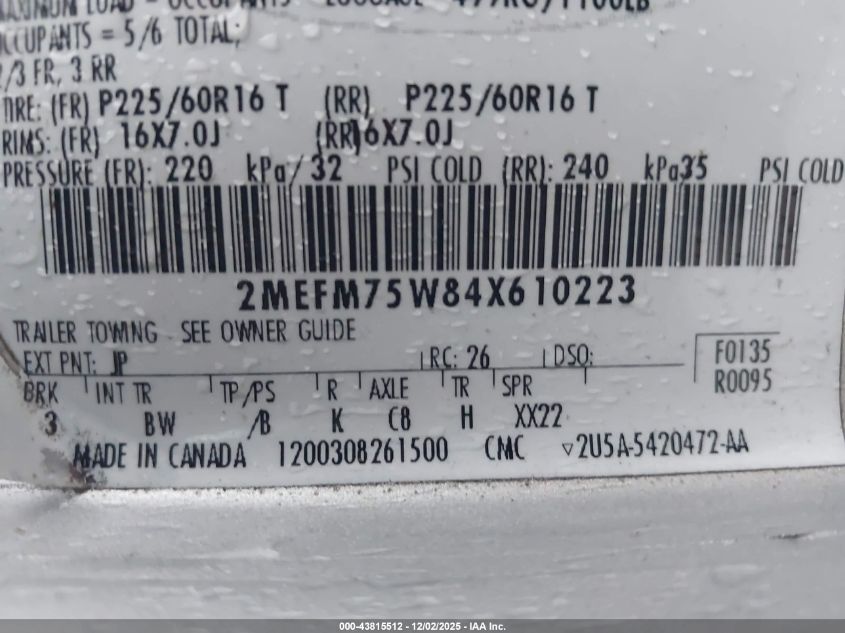 MAXIMUM LOAD = OCCUPANTS LUGGAGE
OCCUPANTS = 5/6 TOTAL;
2/3 FR, 3 RR
TIRE: (FR) P225/60R16 T (RR) P225/60R16 T
RIMS: (FR) 16X7.0J (RR)16X7.0J
PRESSURE (FR): 220 kPa/ 32 PSI COLD (RR): 240 kPa35 PSI COLD
2MEFM75W84X610223
TRAILER TOWING SEE OWNER GUIDE
EXT PNT: JP RC: 26 DSO: F0135
BRK INT TR TP/PS R AXLE TR SPR R0095
3 BW /B K C8 H XX22
MADE IN CANADA 1200308261500 CMC ▽2U5A-5420472-AA
000-43815512 - 12/02/2025 - IAA Inc.